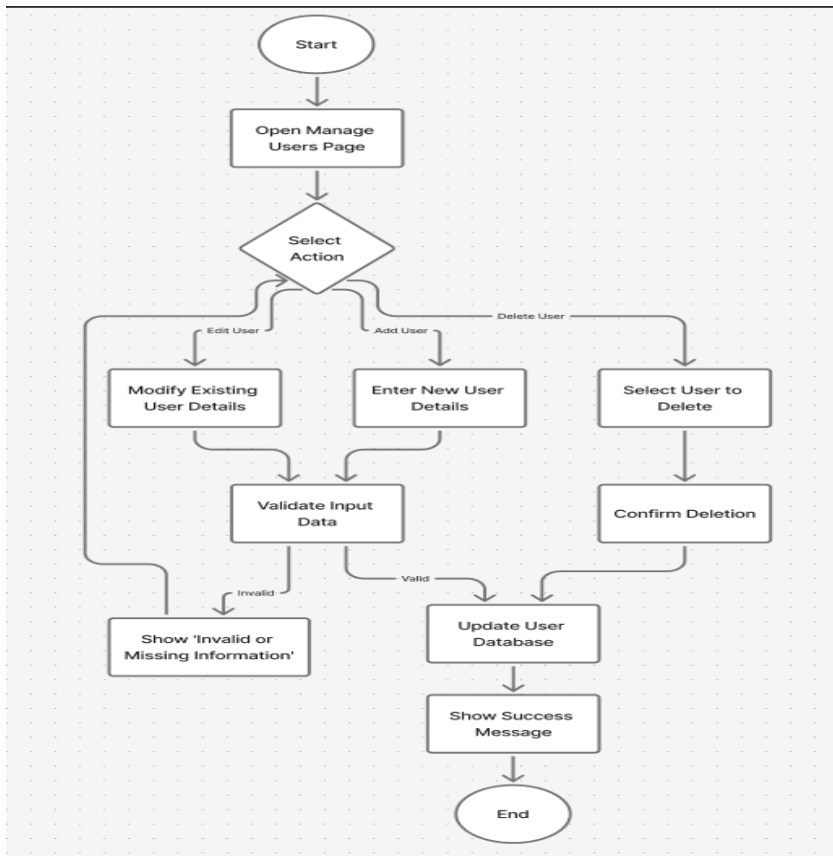 Start
Open Manage
Users Page
Select
Action
Edit User
Add User
Delete User
Modify Existing
User Details
Enter New User
Details
Select User to
Delete
Validate Input
Data
Confirm Deletion
Invalid
Valid
Show 'Invalid or
Missing Information'
Update User
Database
Show Success
Message
End